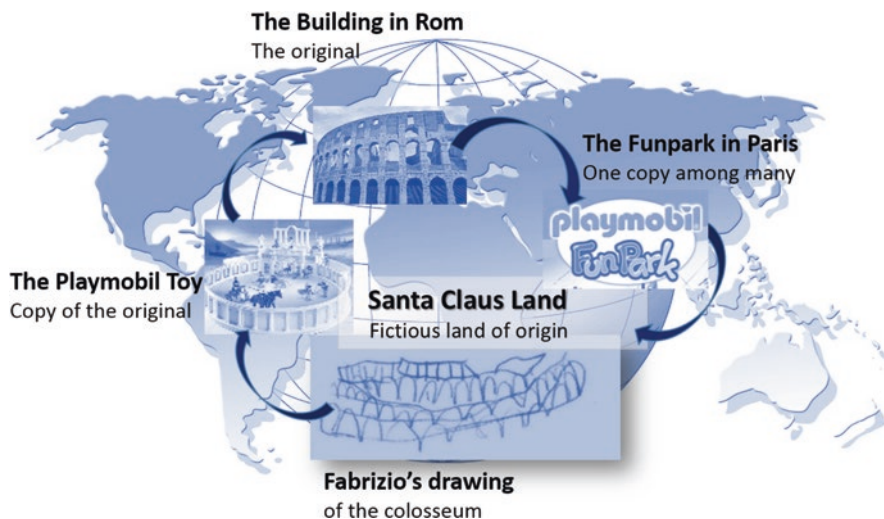 The Building in Rom
The original
The Funpark in Paris
One copy among many
playmobil
FunPark
The Playmobil Toy
Copy of the original
Santa Claus Land
Fictious land of origin
Fabrizio's drawing
of the colosseum